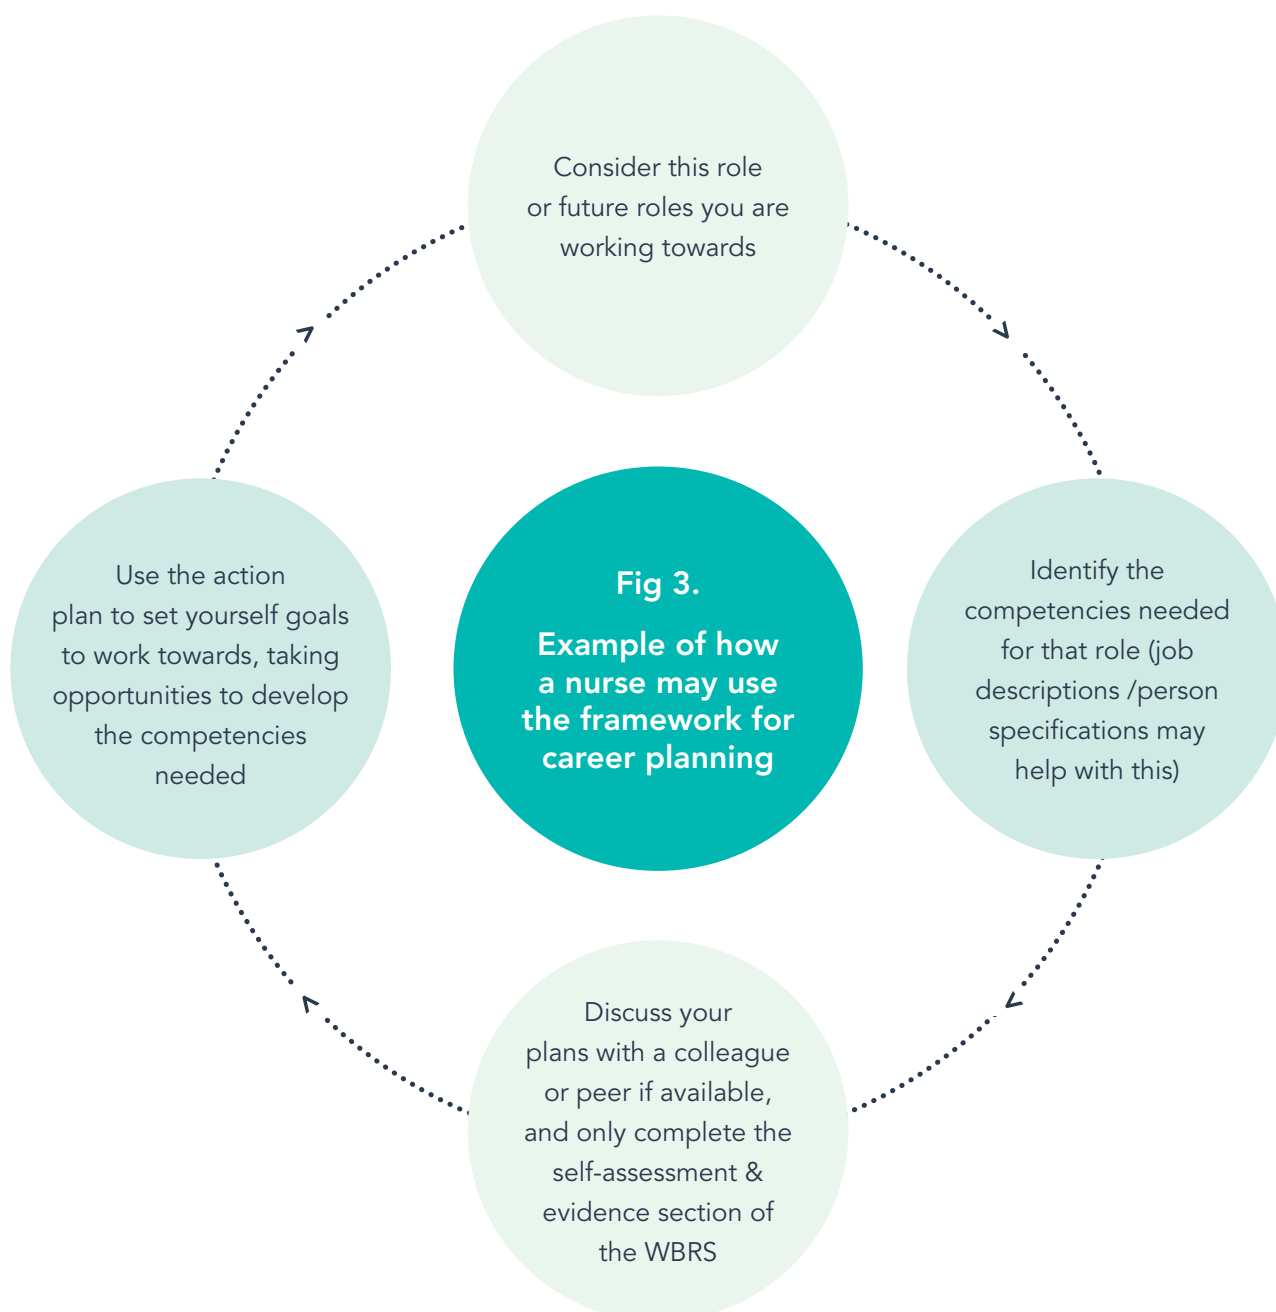 Consider this role
or future roles you are
working towards
Identify the
competencies needed
for that role (job
descriptions /person
specifications may
help with this)
Discuss your
plans with a colleague
or peer if available,
and only complete the
self-assessment &
evidence section of
the WBRS
Use the action
plan to set yourself goals
to work towards, taking
opportunities to develop
the competencies
needed
Fig 3.
Example of how
a nurse may use
the framework for
career planning